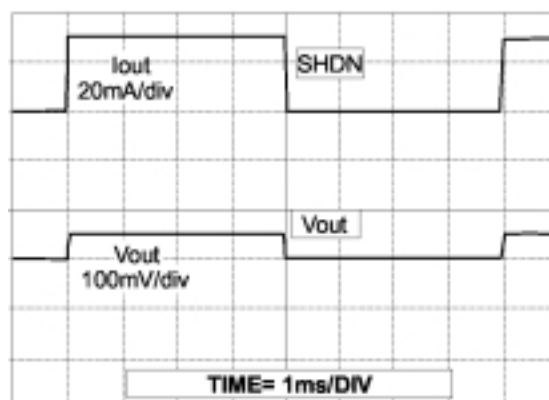 Iout
20mA/div
SHDN
Vout
Vout
100mV/div
TIME= 1ms/DIV